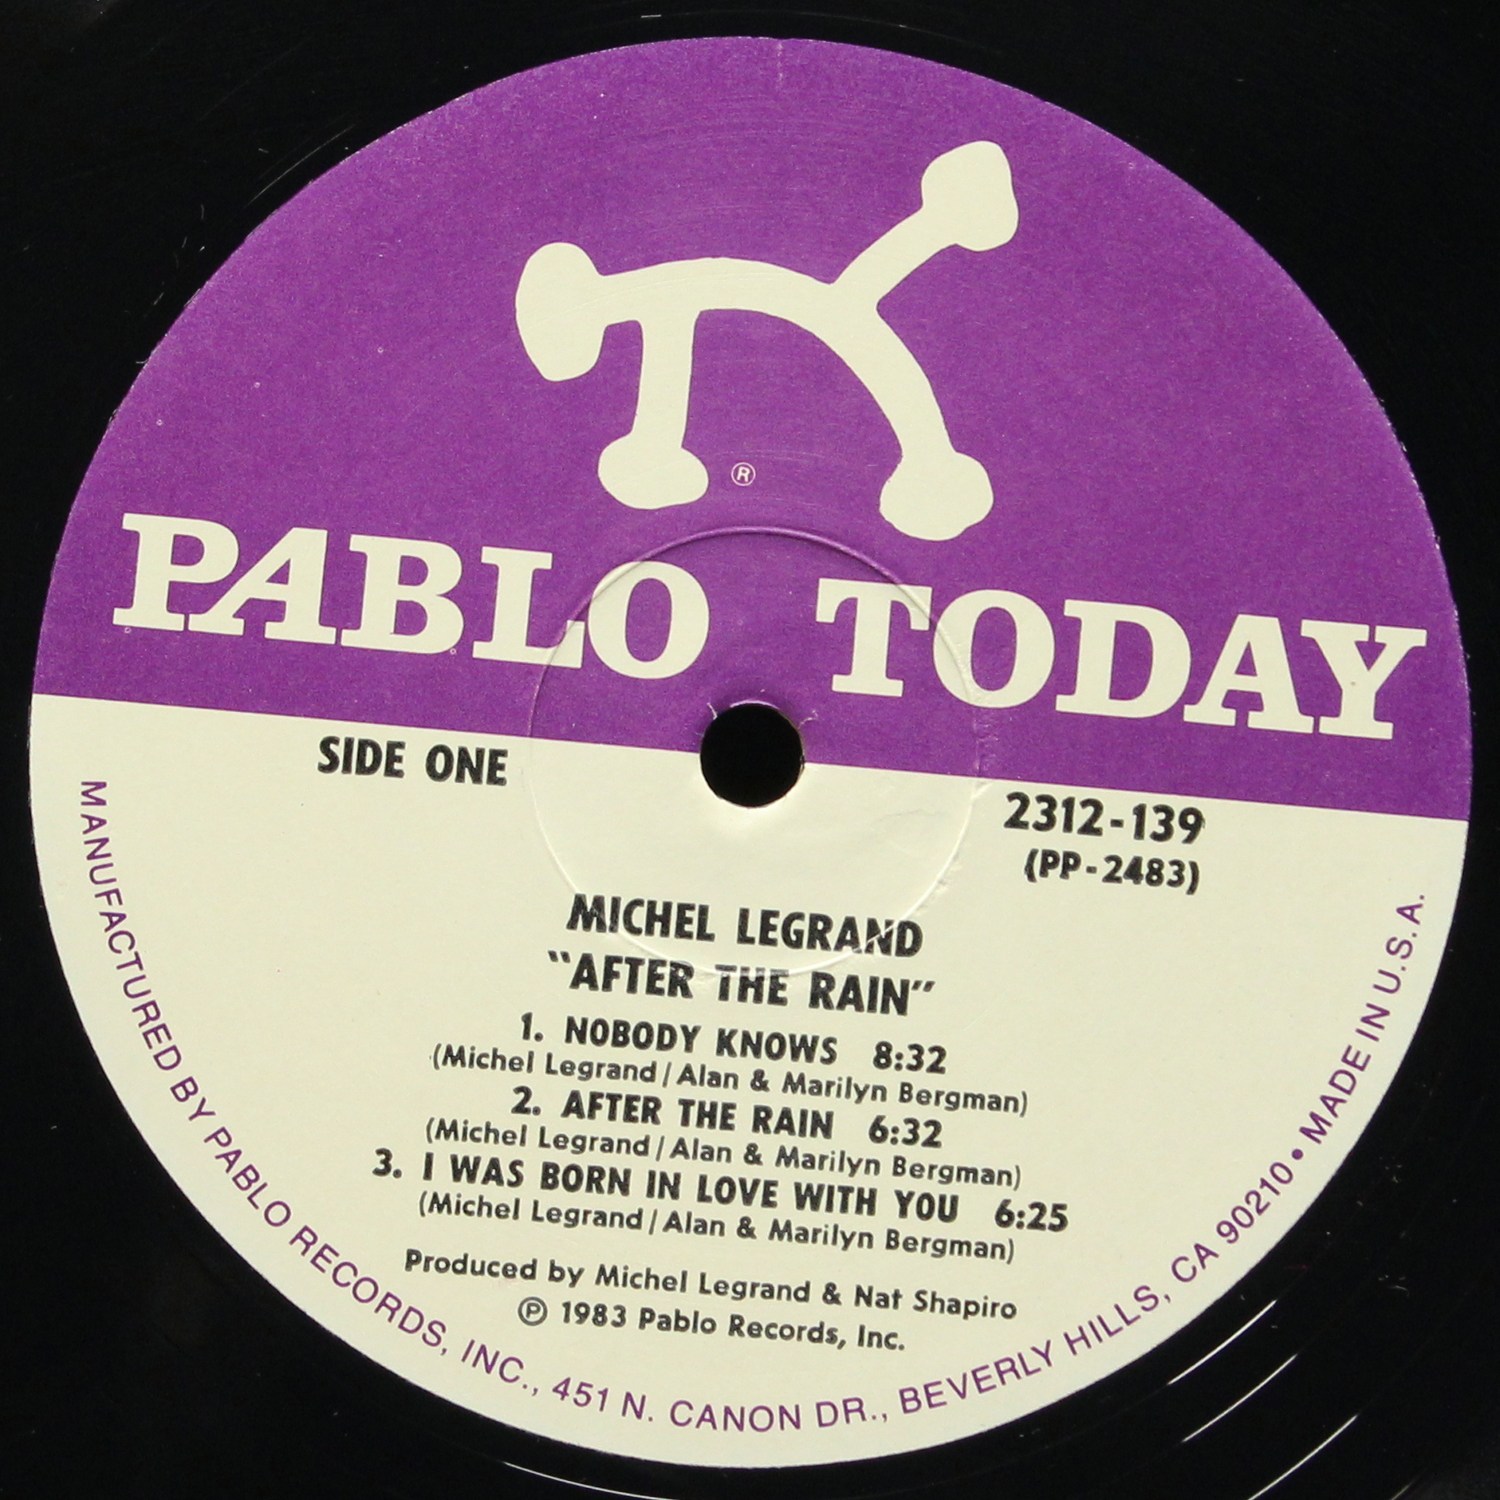 ®
PABLO TODAY
SIDE ONE
2312-139
(PP-2483)
MICHEL LEGRAND
"AFTER THE RAIN"
1. NOBODY KNOWS 8:32
(Michel Legrand/Alan & Marilyn Bergman)
2. AFTER THE RAIN 6:32
(Michel Legrand/Alan & Marilyn Bergman)
3. I WAS BORN IN LOVE WITH YOU 6:25
(Michel Legrand/Alan & Marilyn Bergman)
Produced by Michel Legrand & Nat Shapiro
℗ 1983 Pablo Records, Inc.
MANUFACTURED BY PABLO RECORDS, INC., 451 N. CANON DR., BEVERLY HILLS, CA 90210 • MADE IN U.S.A.